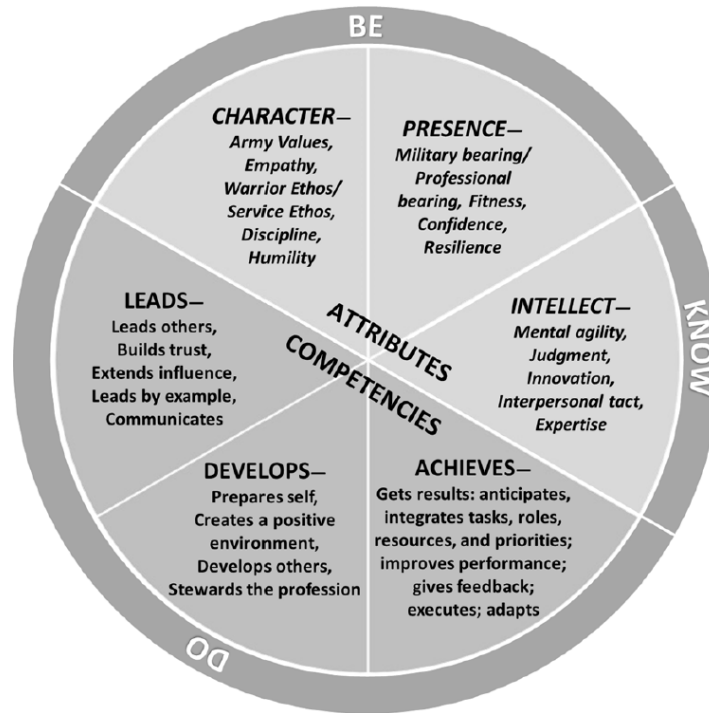 BE
CHARACTER—
Army Values,
Empathy,
Warrior Ethos/
Service Ethos,
Discipline,
Humility
PRESENCE—
Military bearing/
Professional
bearing, Fitness,
Confidence,
Resilience
KNOW
INTELLECT—
Mental agility,
Judgment,
Innovation,
Interpersonal tact,
Expertise
ATTRIBUTES
COMPETENCIES
LEADS—
Leads others,
Builds trust,
Extends influence,
Leads by example,
Communicates
DEVELOPS—
Prepares self,
Creates a positive
environment,
Develops others,
Stewards the profession
ACHIEVES—
Gets results: anticipates,
integrates tasks, roles,
resources, and priorities;
improves performance;
gives feedback;
executes; adapts
DO